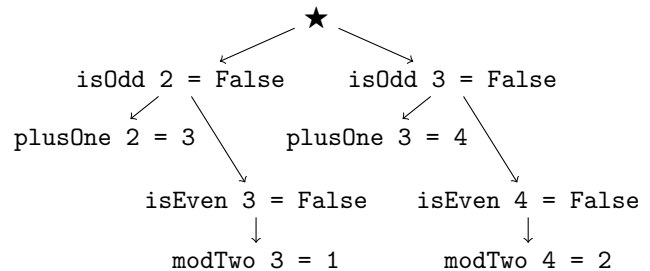 ★
isOdd 2 = False isOdd 3 = False
plusOne 2 = 3 plusOne 3 = 4
isEven 3 = False isEven 4 = False
modTwo 3 = 1 modTwo 4 = 2